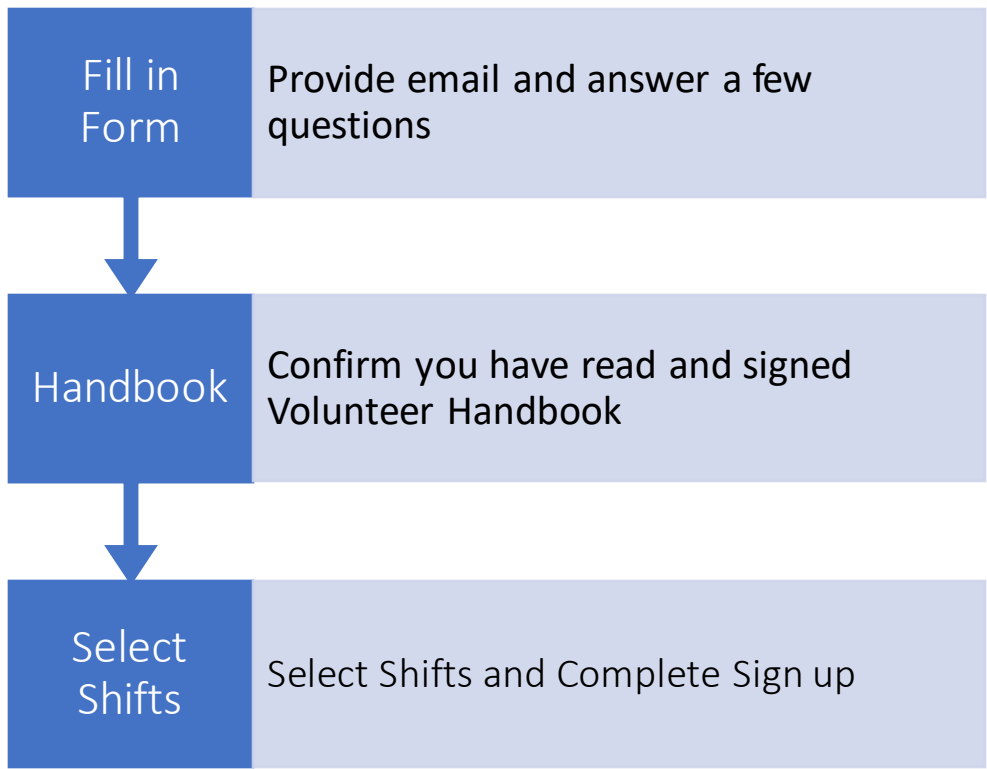 Fill in
Form
Provide email and answer a few
questions
Handbook
Confirm you have read and signed
Volunteer Handbook
Select
Shifts
Select Shifts and Complete Sign up